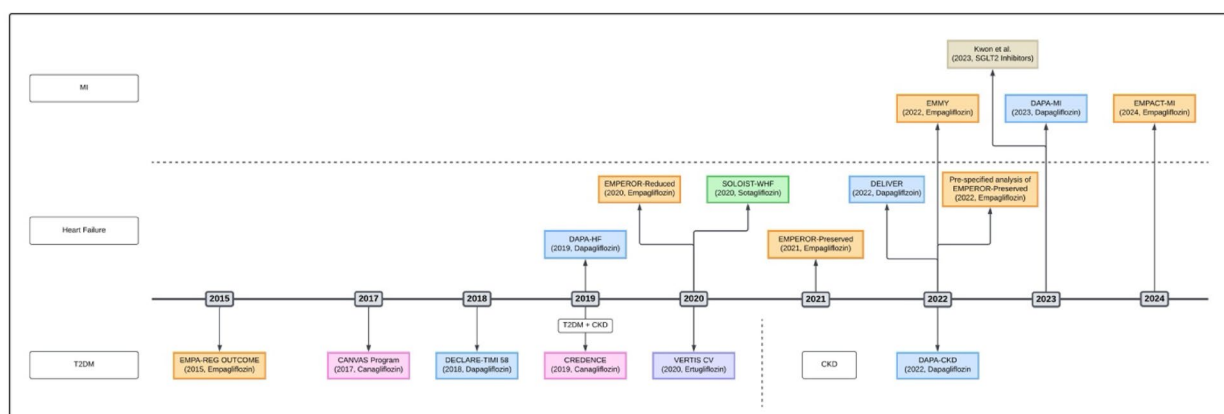 Kwon et al.
(2023, SGLT2 Inhibitors)
MI
EMMY
(2022, Empagliflozin)
DAPA-MI
(2023, Dapagliflozin)
EMPACT-MI
(2024, Empagliflozin)
EMPEROR-Reduced
(2020, Empagliflozin)
SOLOIST-WHF
(2020, Sotagliflozin)
DELIVER
(2022, Dapaglifzoin)
Pre-specified analysis of
EMPEROR-Preserved
(2022, Empagliflozin)
Heart Failure
DAPA-HF
(2019, Dapagliflozin)
EMPEROR-Preserved
(2021, Empagliflozin)
2015
2017
2018
2019
2020
2021
2022
2023
2024
T2DM + CKD
T2DM
EMPA-REG OUTCOME
(2015, Empagliflozin)
CANVAS Program
(2017, Canagliflozin)
DECLARE-TIMI 58
(2018, Dapagliflozin)
CREDENCE
(2019, Canagliflozin)
VERTIS CV
(2020, Ertugliflozin)
CKD
DAPA-CKD
(2022, Dapagliflozin